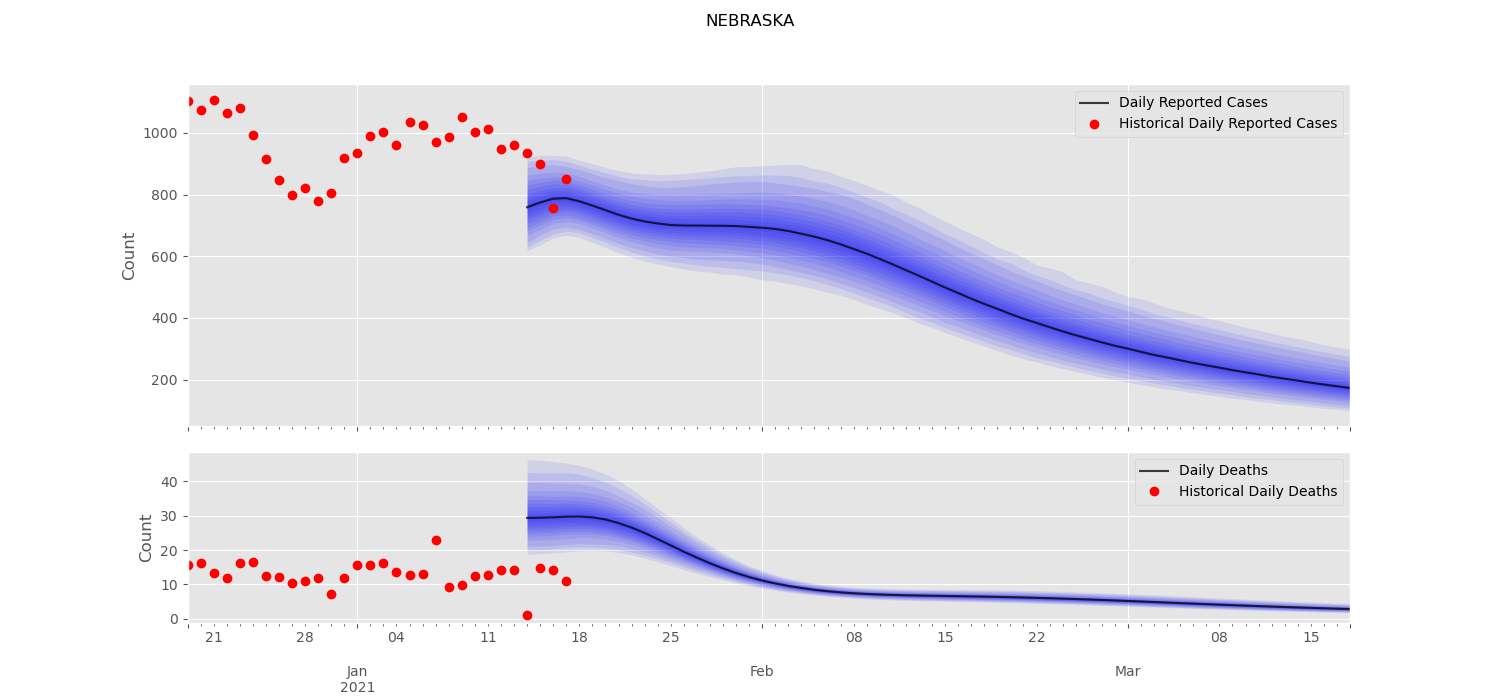 NEBRASKA
Count
1000
800
600
400
200
Daily Reported Cases
Historical Daily Reported Cases
Count
40
30
20
10
0
Daily Deaths
Historical Daily Deaths
21 28 04 11 18 25 08 15 22 08 15
Jan Feb Mar
2021